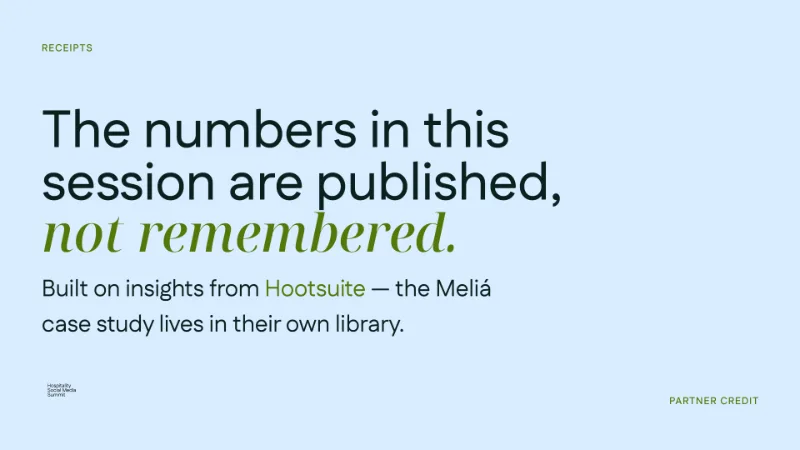 RECEIPTS
The numbers in this
session are published,
not remembered.
Built on insights from Hootsuite — the Meliá
case study lives in their own library.
Hospitality
Social Media
Summit
PARTNER CREDIT